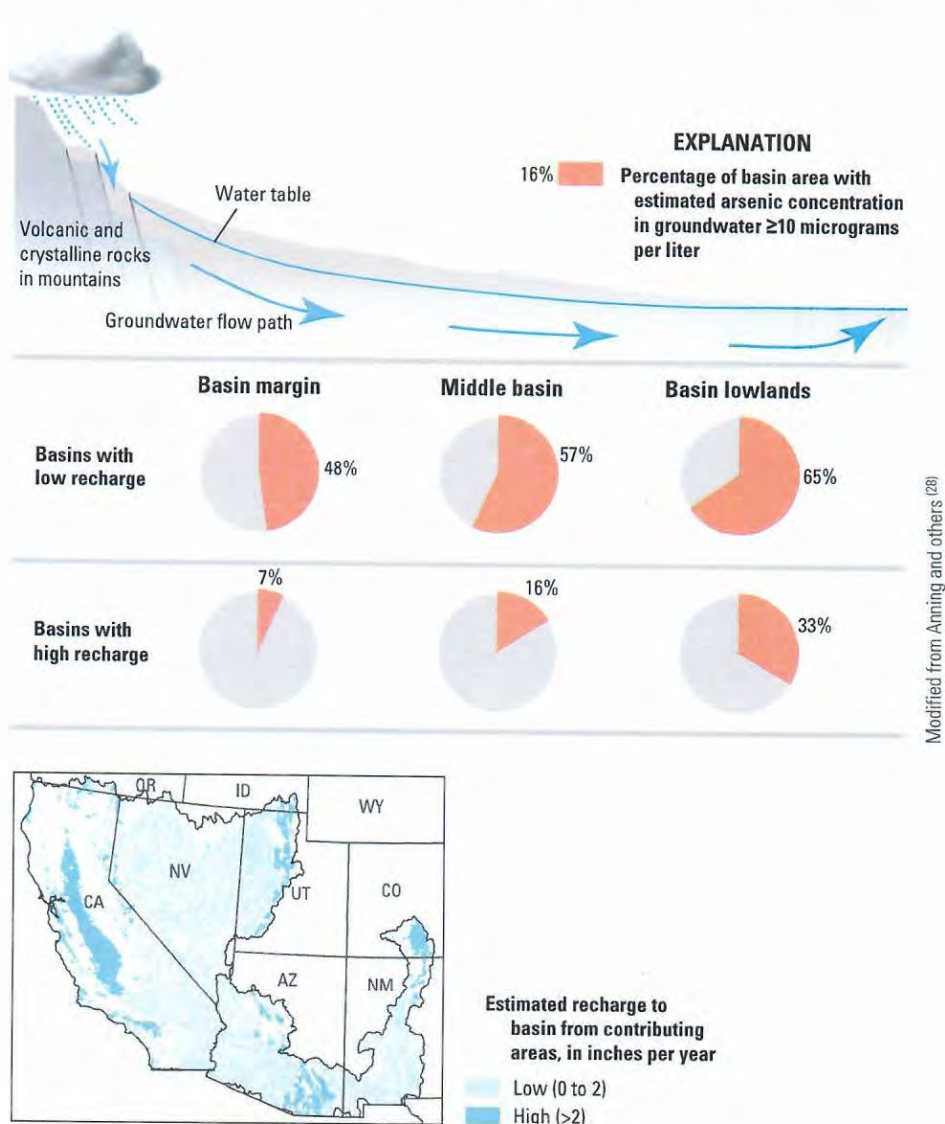 EXPLANATION
16%
Percentage of basin area with
estimated arsenic concentration
in groundwater ≥10 micrograms
per liter
Water table
Volcanic and
crystalline rocks
in mountains
Groundwater flow path
Basin margin
Middle basin
Basin lowlands
Basins with
low recharge
48%
57%
65%
Basins with
high recharge
7%
16%
33%
Modified from Anning and others (28)
OR
ID
WY
NV
UT
CO
CA
AZ
NM
Estimated recharge to
basin from contributing
areas, in inches per year
Low (0 to 2)
High (>2)